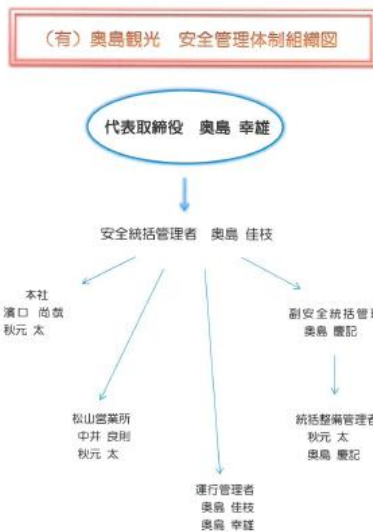 (有)奥島観光 安全管理体制組織図
代表取締役 奥島 幸雄
安全統括管理者 奥島 佳枝
本社
濱口 尚哉
秋元 太
副安全統括管理
奥島 慶記
松山営業所
中井 良則
秋元 太
統括整備管理者
秋元 太
奥島 慶記
運行管理者
奥島 佳枝
奥島 幸雄